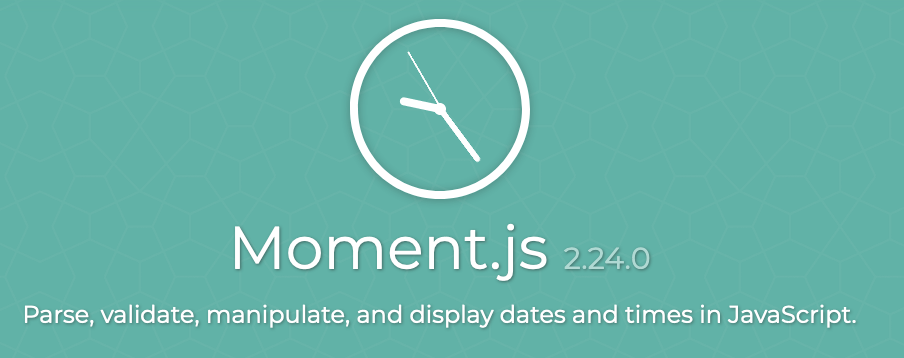 Moment.js 2.24.0
Parse, validate, manipulate, and display dates and times in JavaScript.